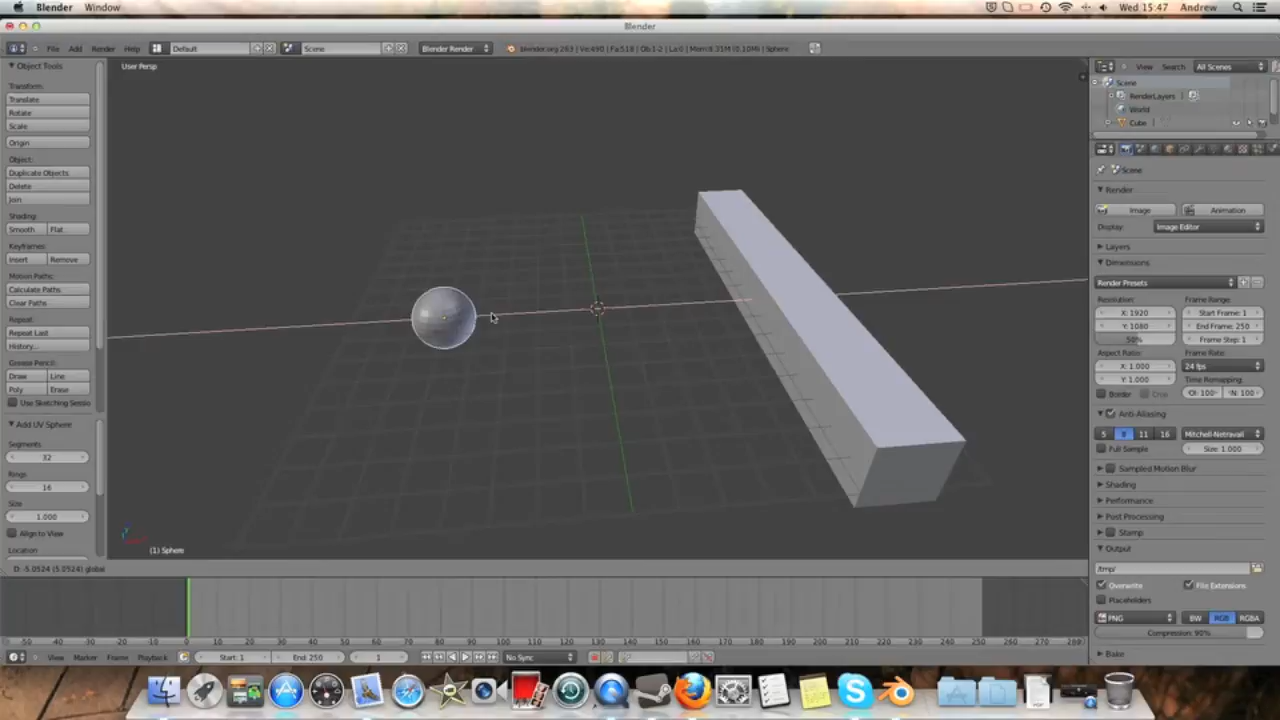 Blender Window Wed 15:47 Andrew
Blender
File Add Render Help Default Scene Blender Render blender.org 263 | Ve:490 | Fa:518 | Ob:1-2 | La:0 | Mem:8.31M (0.10M) | Sphere
User Persp
Object Tools
Transform:
Translate
Rotate
Scale
Origin
Object:
Duplicate Objects
Delete
Join
Shading:
Smooth Flat
Keyframes:
Insert Remove
Motion Paths:
Calculate Paths
Clear Paths
Repeat:
Repeat Last
History...
Grease Pencil:
Draw Line
Poly Erase
Use Sketching Sessio
Add UV Sphere
Segments
32
Rings
16
Size
1.000
Align to View
Location
(1) Sphere
D: -5.0524 (5.0524) global
-50 -40 -30 -20 -10 0 10 20 30 40 50 60 70 80 90 100 110 120 130 140 150 160 170 180 190 200 210 220 230 240 250 260 270 280
View Marker Frame Playback Start: 1 End: 250 1 No Sync
View Search All Scenes
Scene
RenderLayers
World
Cube
Scene
Render
Image Animation
Display: Image Editor
Layers
Dimensions
Render Presets
Resolution: Frame Range:
X: 1920 Start Frame: 1
Y: 1080 End Frame: 250
50% Frame Step: 1
Aspect Ratio: Frame Rate:
X: 1.000 24 fps
Y: 1.000 Time Remapping:
Border Crop
Anti-Aliasing
5 8 11 16 Mitchell-Netravali
Full Sample Size: 1.000
Sampled Motion Blur
Shading
Performance
Post Processing
Stamp
Output
/tmp/
Overwrite File Extensions
Placeholders
PNG BW RGB RGBA
Compression: 90%
Bake